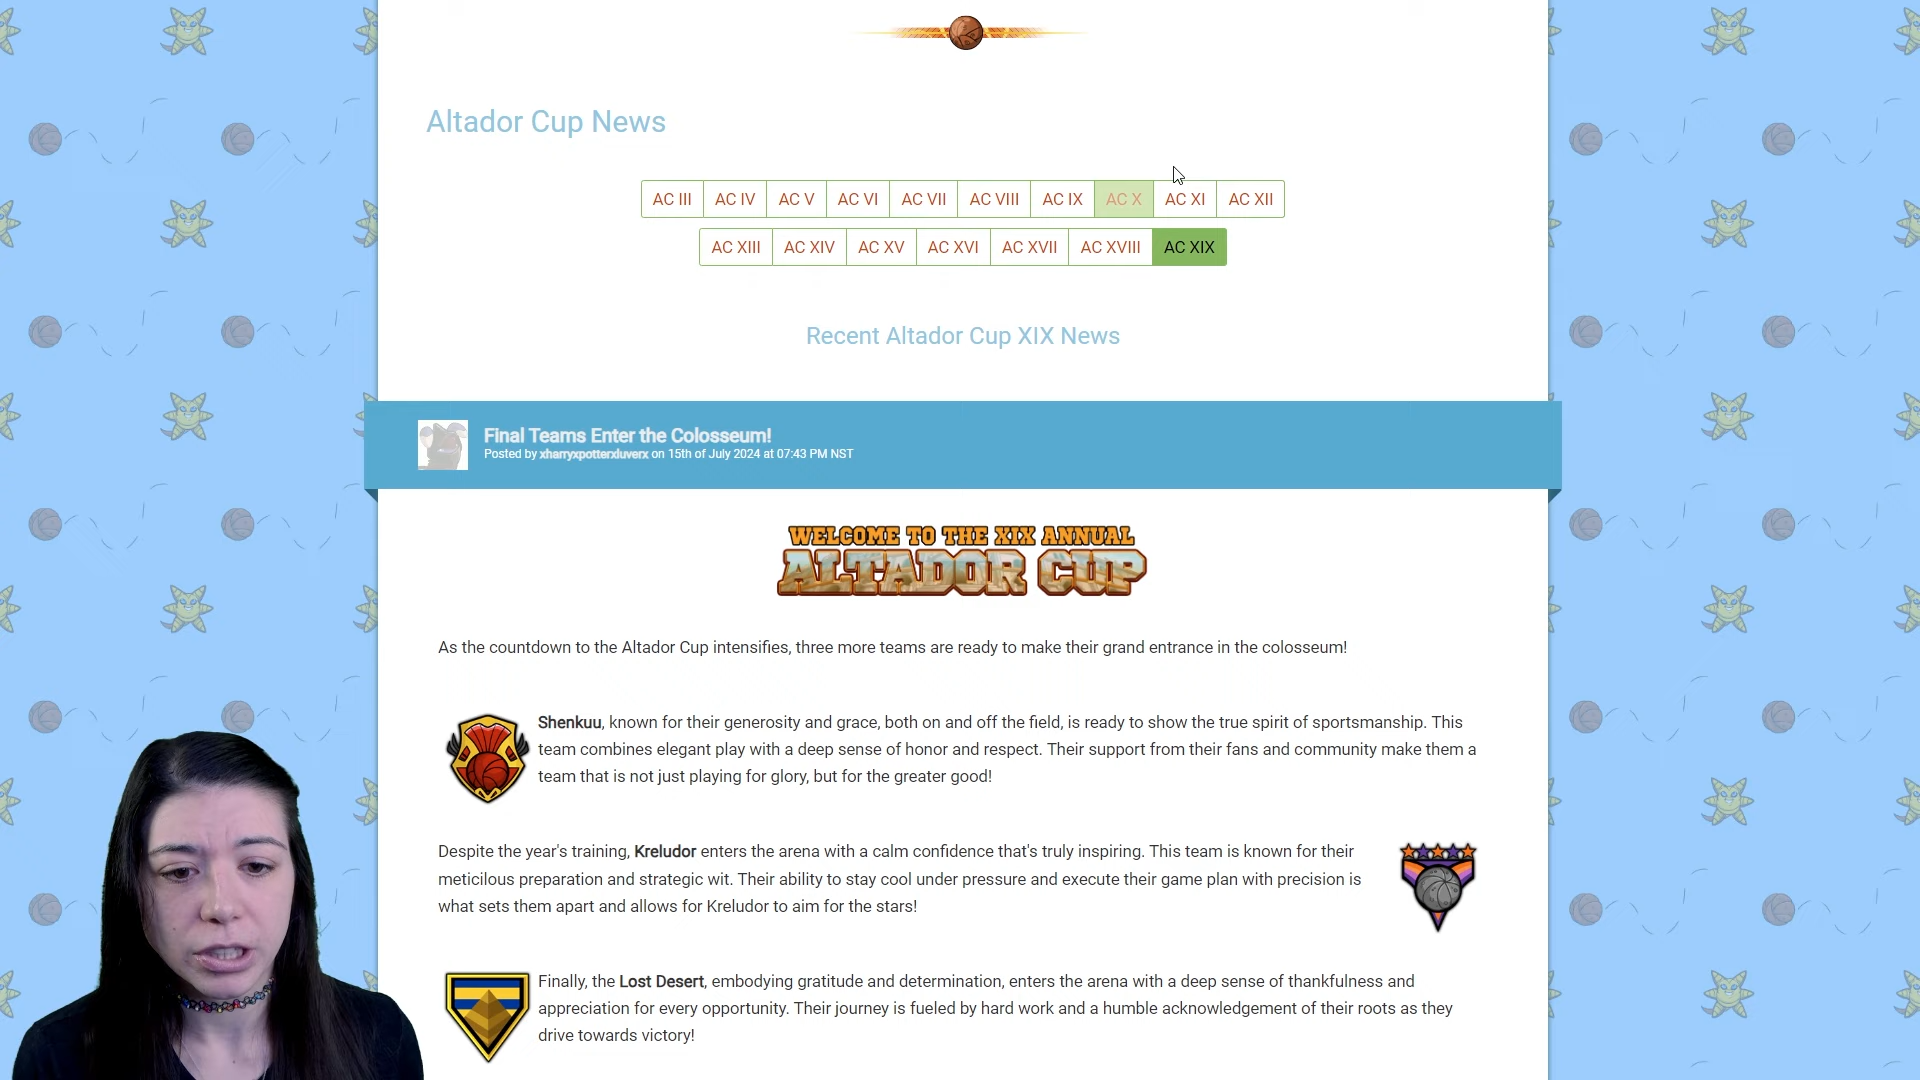 Altador Cup News
AC III AC IV AC V AC VI AC VII AC VIII AC IX AC X AC XI AC XII
AC XIII AC XIV AC XV AC XVI AC XVII AC XVIII AC XIX
Recent Altador Cup XIX News
Final Teams Enter the Colosseum!
Posted by xharryxpotterxluverx on 15th of July 2024 at 07:43 PM NST
WELCOME TO THE XIX ANNUAL
ALTADOR CUP
As the countdown to the Altador Cup intensifies, three more teams are ready to make their grand entrance in the colosseum!
Shenkuu, known for their generosity and grace, both on and off the field, is ready to show the true spirit of sportsmanship. This
team combines elegant play with a deep sense of honor and respect. Their support from their fans and community make them a
team that is not just playing for glory, but for the greater good!
Despite the year's training, Kreludor enters the arena with a calm confidence that's truly inspiring. This team is known for their
meticilous preparation and strategic wit. Their ability to stay cool under pressure and execute their game plan with precision is
what sets them apart and allows for Kreludor to aim for the stars!
Finally, the Lost Desert, embodying gratitude and determination, enters the arena with a deep sense of thankfulness and
appreciation for every opportunity. Their journey is fueled by hard work and a humble acknowledgement of their roots as they
drive towards victory!